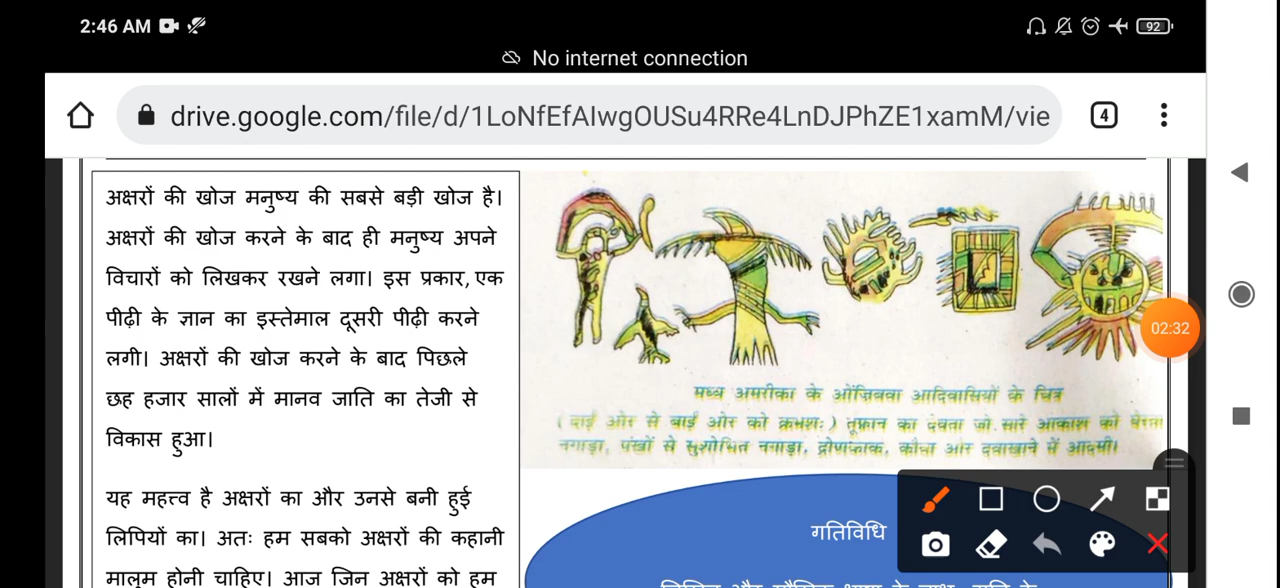 2:46 AM
92
No internet connection
drive.google.com/file/d/1LoNfEfAIwgOUSu4RRe4LnDJPhZE1xamM/vie
4
अक्षरों की खोज मनुष्य की सबसे बड़ी खोज है।
अक्षरों की खोज करने के बाद ही मनुष्य अपने
विचारों को लिखकर रखने लगा। इस प्रकार, एक
पीढ़ी के ज्ञान का इस्तेमाल दूसरी पीढ़ी करने
लगी। अक्षरों की खोज करने के बाद पिछले
छह हजार सालों में मानव जाति का तेजी से
विकास हुआ।
यह महत्त्व है अक्षरों का और उनसे बनी हुई
लिपियों का। अतः हम सबको अक्षरों की कहानी
मालूम होनी चाहिए। आज जिन अक्षरों को हम
02:32
मध्य अमरीका के आदिवासियों के चित्र
( दाईं ओर से बाईं ओर को क्रमशः ) तूफ़ान का देवता जो सारे आकाश को घेरता
नगाड़ा, पंखों से सुशोभित नगाड़ा, द्रोणकाक, कौवा और दवाखाने में आदमी।
गतिविधि